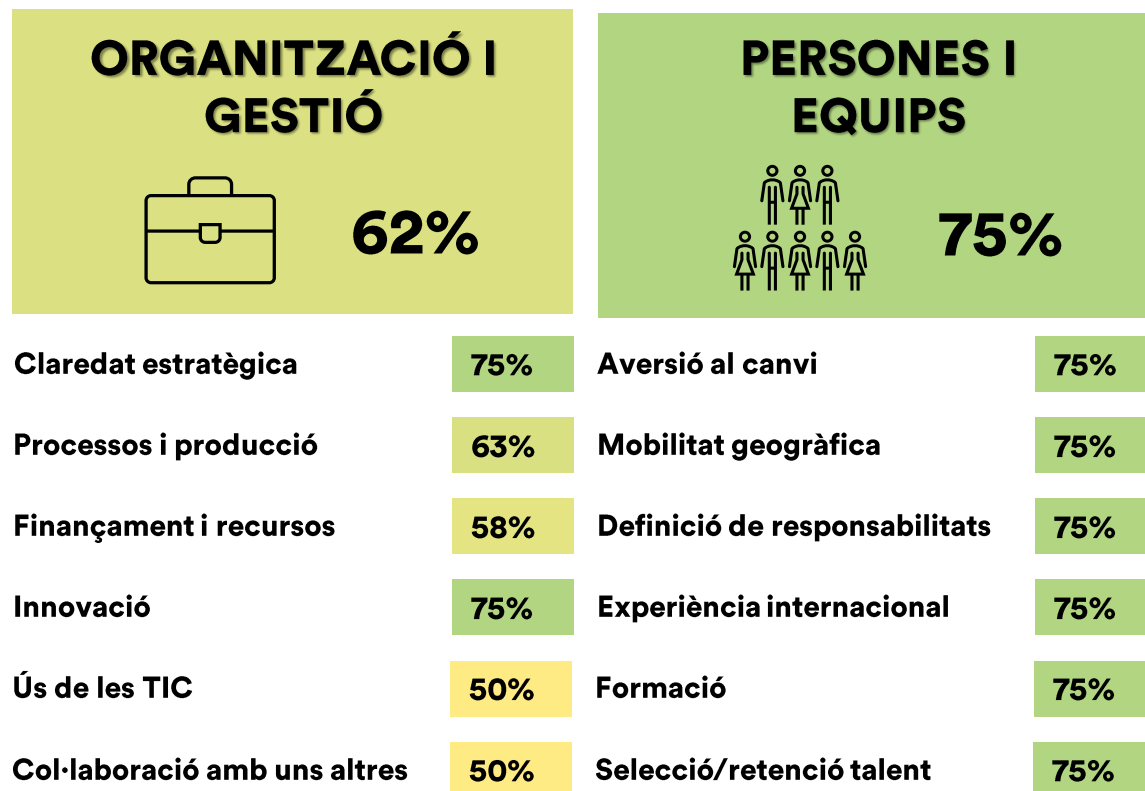 ORGANITZACIÓ I
GESTIÓ
62%
Claredat estratègica 75%
Processos i producció 63%
Finançament i recursos 58%
Innovació 75%
Ús de les TIC 50%
Col·laboració amb uns altres 50%
PERSONES I
EQUIPS
75%
Aversió al canvi 75%
Mobilitat geogràfica 75%
Definició de responsabilitats 75%
Experiència internacional 75%
Formació 75%
Selecció/retenció talent 75%